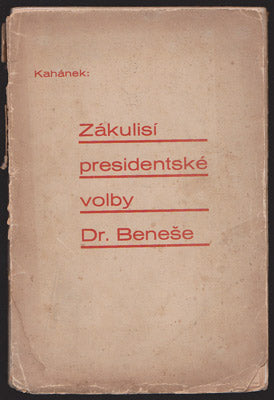 Kahánek:
Zákulisí
presidentské
volby
Dr. Beneše